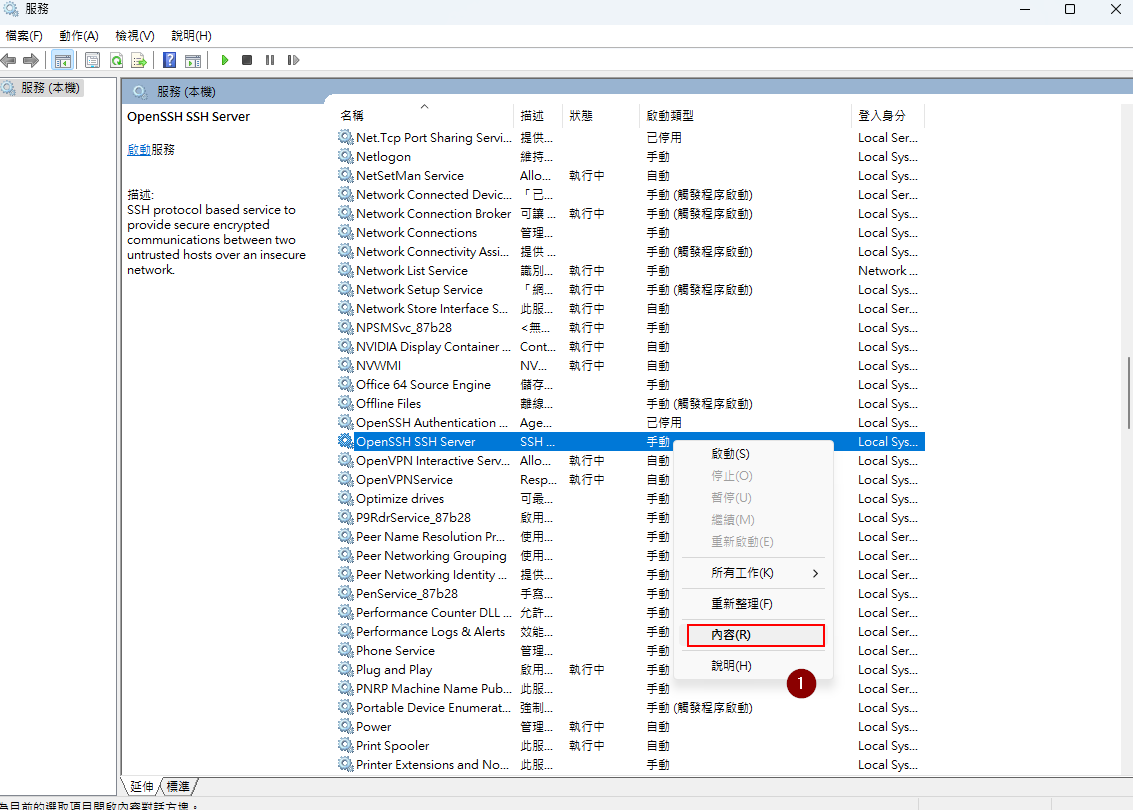 服務
檔案(F) 動作(A) 檢視(V) 說明(H)
服務 (本機)
服務 (本機)
OpenSSH SSH Server
啟動服務
描述:
SSH protocol based service to
provide secure encrypted
communications between two
untrusted hosts over an insecure
network.
名稱 描述 狀態 啟動類型 登入身分
Net.Tcp Port Sharing Servi... 提供... 已停用 Local Ser...
Netlogon 維持... 手動 Local Sys...
NetSetMan Service Allo... 執行中 自動 Local Sys...
Network Connected Devic... 「已... 手動 (觸發程序啟動) Local Ser...
Network Connection Broker 可讓 ... 執行中 手動 (觸發程序啟動) Local Sys...
Network Connections 管理... 手動 Local Sys...
Network Connectivity Assi... 提供 ... 手動 (觸發程序啟動) Local Sys...
Network List Service 識別... 執行中 手動 Network ...
Network Setup Service 「網... 執行中 手動 (觸發程序啟動) Local Sys...
Network Store Interface S... 此服... 執行中 自動 Local Ser...
NPSMSvc_87b28 <無... 執行中 手動 Local Sys...
NVIDIA Display Container ... Cont... 執行中 自動 Local Sys...
NVWMI NV... 執行中 自動 Local Sys...
Office 64 Source Engine 儲存... 手動 Local Sys...
Offline Files 離線... 手動 (觸發程序啟動) Local Sys...
OpenSSH Authentication ... Age... 已停用 Local Sys...
OpenSSH SSH Server SSH ... 手動 Local Sys...
OpenVPN Interactive Serv... Allo... 執行中 自動 Local Sys...
OpenVPNService Resp... 執行中 自動 Local Sys...
Optimize drives 可最... 手動 Local Sys...
P9RdrService_87b28 啟用... 手動 Local Sys...
Peer Name Resolution Pr... 使用... 手動 Local Ser...
Peer Networking Grouping 使用... 手動 Local Ser...
Peer Networking Identity ... 提供... 手動 Local Ser...
PenService_87b28 手寫... 手動 Local Sys...
Performance Counter DLL ... 允許... 手動 Local Ser...
Performance Logs & Alerts 效能... 手動 Local Ser...
Phone Service 管理... 手動 Local Ser...
Plug and Play 啟用... 執行中 手動 Local Sys...
PNRP Machine Name Pub... 此服... 手動 Local Ser...
Portable Device Enumerat... 強制... 手動 (觸發程序啟動) Local Sys...
Power 管理... 執行中 自動 Local Sys...
Print Spooler 此服... 執行中 自動 Local Sys...
Printer Extensions and No... 此服... 手動 Local Sys...
啟動(S)
停止(O)
暫停(U)
繼續(M)
重新啟動(E)
所有工作(K)
重新整理(F)
內容(R)
說明(H)
1
延伸 標準
為目前的選取項目開啟內容對話方塊。